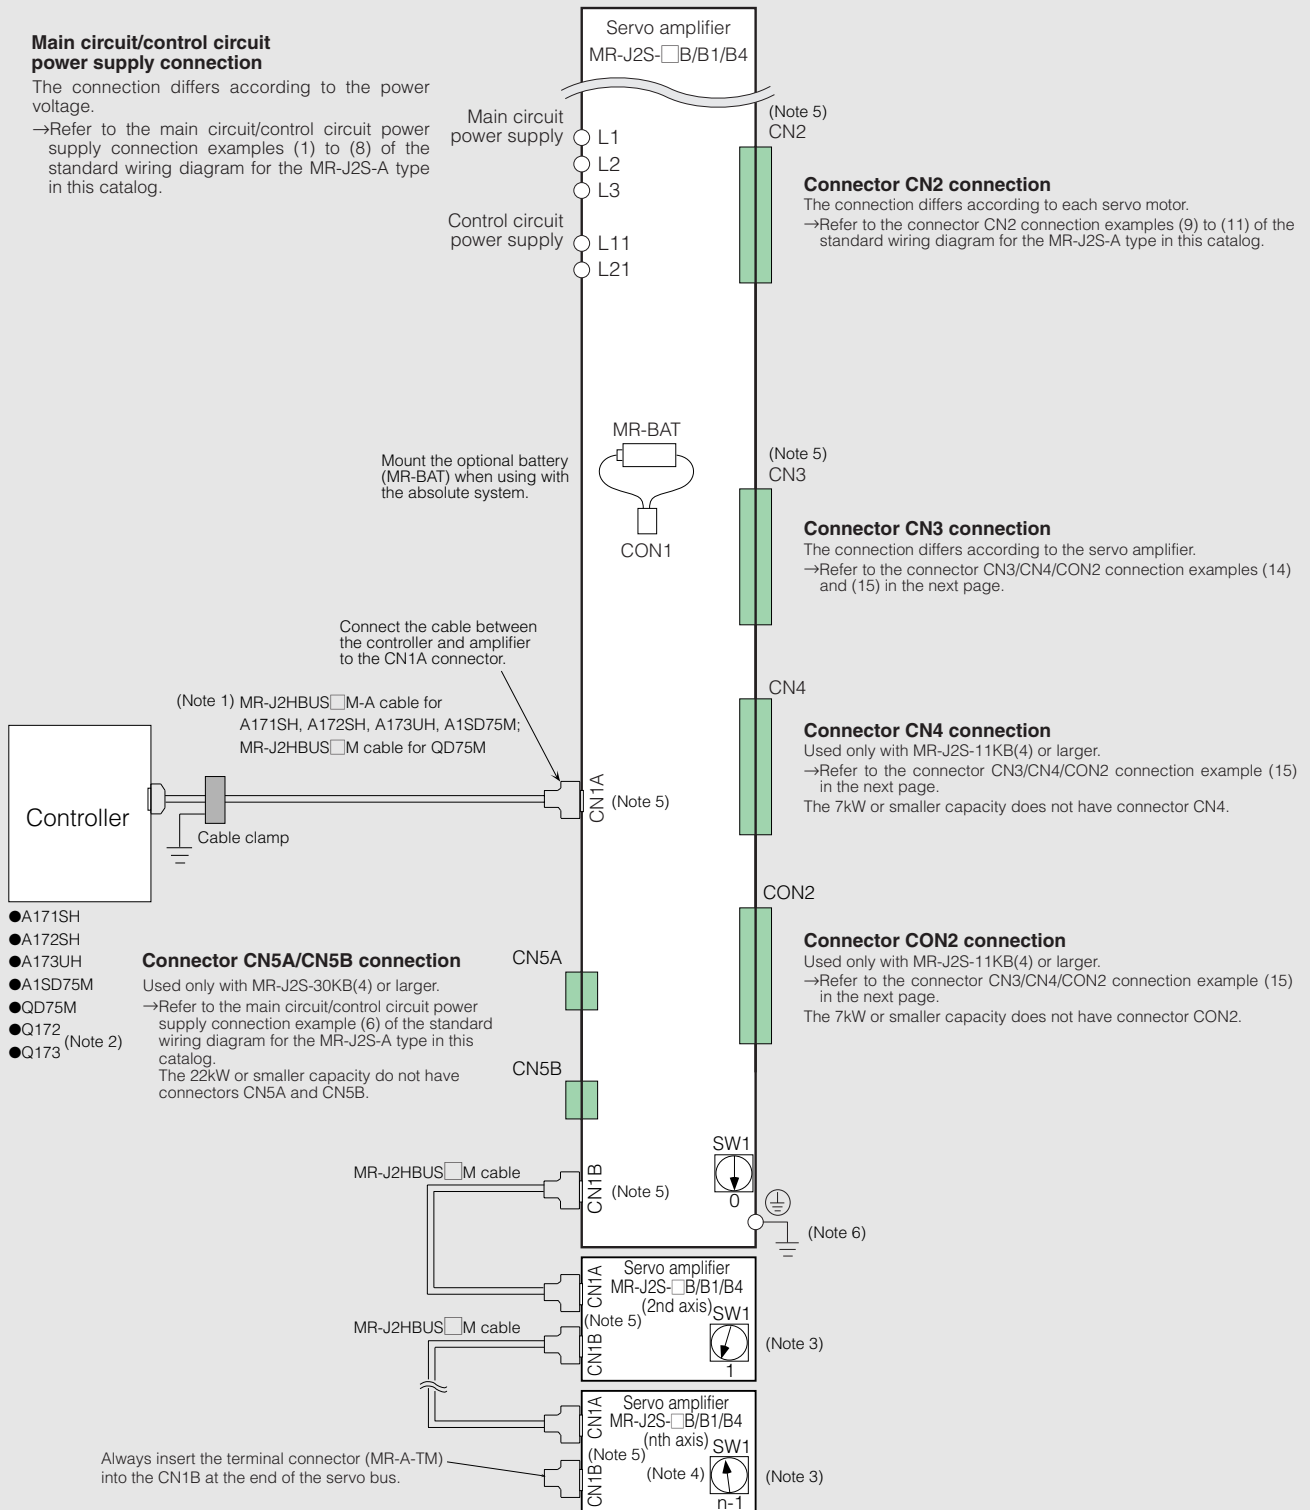 Servo amplifier
MR-J2S-□B/B1/B4
Main circuit/control circuit
power supply connection
The connection differs according to the power
voltage.
→Refer to the main circuit/control circuit power
supply connection examples (1) to (8) of the
standard wiring diagram for the MR-J2S-A type
in this catalog.
Main circuit
power supply
L1
L2
L3
Control circuit
power supply
L11
L21
(Note 5)
CN2
Connector CN2 connection
The connection differs according to each servo motor.
→Refer to the connector CN2 connection examples (9) to (11) of the
standard wiring diagram for the MR-J2S-A type in this catalog.
MR-BAT
Mount the optional battery
(MR-BAT) when using with
the absolute system.
CON1
(Note 5)
CN3
Connector CN3 connection
The connection differs according to the servo amplifier.
→Refer to the connector CN3/CN4/CON2 connection examples (14)
and (15) in the next page.
Connect the cable between
the controller and amplifier
to the CN1A connector.
(Note 1) MR-J2HBUS□M-A cable for
A171SH, A172SH, A173UH, A1SD75M;
MR-J2HBUS□M cable for QD75M
CN4
Connector CN4 connection
Used only with MR-J2S-11KB(4) or larger.
→Refer to the connector CN3/CN4/CON2 connection example (15)
in the next page.
The 7kW or smaller capacity does not have connector CN4.
Controller
Cable clamp
CN1A
(Note 5)
●A171SH
●A172SH
●A173UH
●A1SD75M
●QD75M
●Q172
●Q173 (Note 2)
Connector CN5A/CN5B connection
Used only with MR-J2S-30KB(4) or larger.
→Refer to the main circuit/control circuit power
supply connection example (6) of the standard
wiring diagram for the MR-J2S-A type in this
catalog.
The 22kW or smaller capacity do not have
connectors CN5A and CN5B.
CN5A
CN5B
CON2
Connector CON2 connection
Used only with MR-J2S-11KB(4) or larger.
→Refer to the connector CN3/CN4/CON2 connection example (15)
in the next page.
The 7kW or smaller capacity does not have connector CON2.
MR-J2HBUS□M cable
CN1B
(Note 5)
SW1
0
(Note 6)
Servo amplifier
MR-J2S-□B/B1/B4
(2nd axis)
CN1A
(Note 5)
SW1
MR-J2HBUS□M cable
CN1B
1
(Note 3)
Servo amplifier
MR-J2S-□B/B1/B4
(nth axis)
CN1A
(Note 5)
SW1
Always insert the terminal connector (MR-A-TM)
into the CN1B at the end of the servo bus.
CN1B
(Note 4)
(Note 3)
n-1